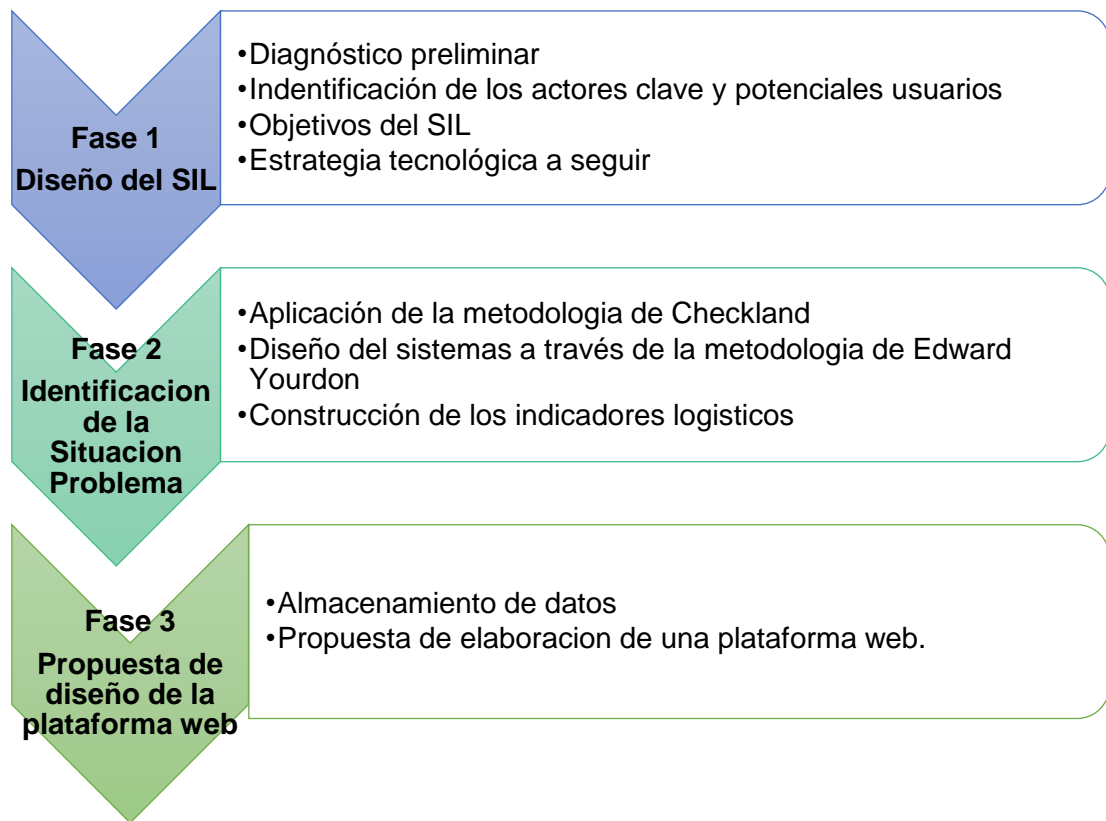 Fase 1
Diseño del SIL
•Diagnóstico preliminar
•Indentificación de los actores clave y potenciales usuarios
•Objetivos del SIL
•Estrategia tecnológica a seguir
Fase 2
Identificacion
de la
Situacion
Problema
•Aplicación de la metodologia de Checkland
•Diseño del sistemas a través de la metodologia de Edward
Yourdon
•Construcción de los indicadores logisticos
Fase 3
Propuesta de
diseño de la
plataforma web
•Almacenamiento de datos
•Propuesta de elaboracion de una plataforma web.